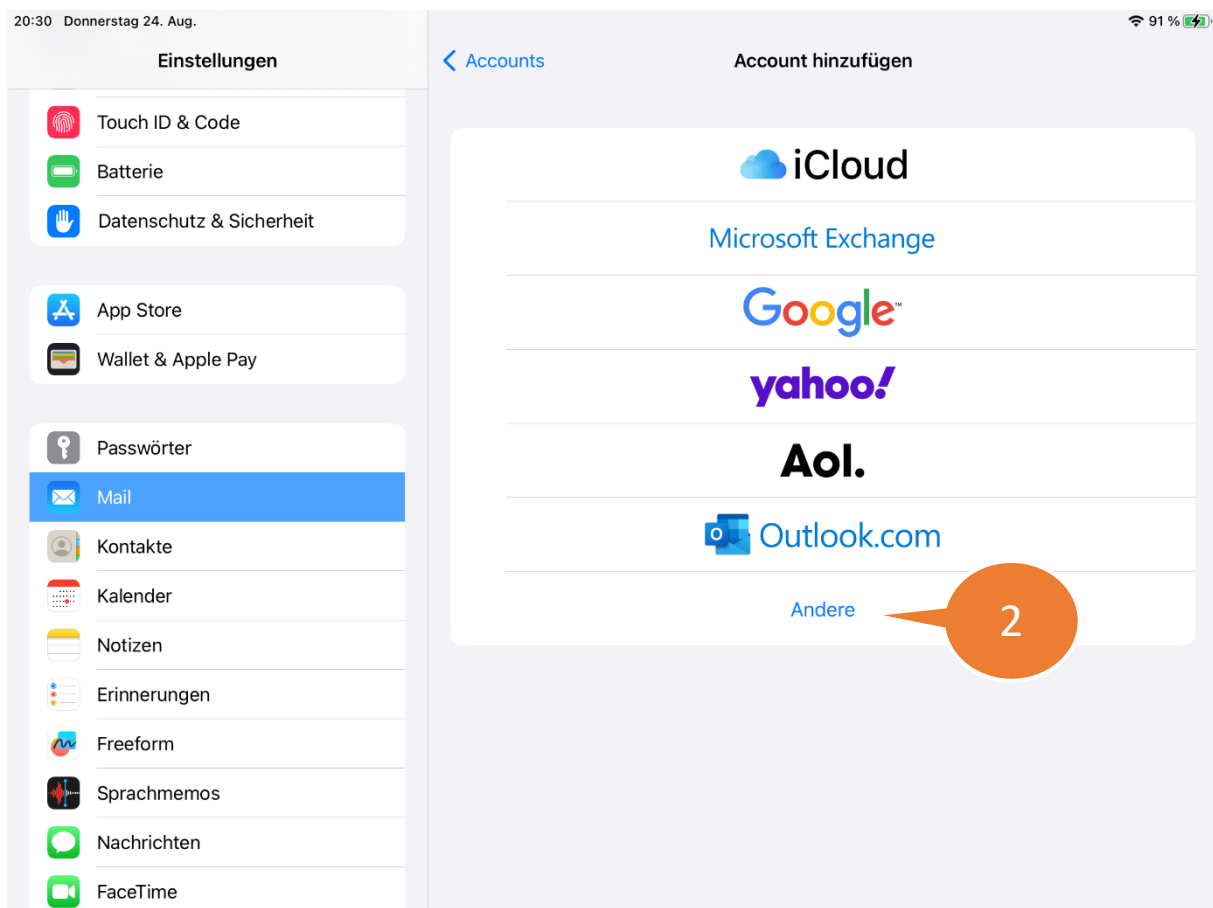 20:30 Donnerstag 24. Aug.
91 %
Einstellungen
Touch ID & Code
Batterie
Datenschutz & Sicherheit
App Store
Wallet & Apple Pay
Passwörter
Mail
Kontakte
Kalender
Notizen
Erinnerungen
Freeform
Sprachmemos
Nachrichten
FaceTime
Accounts
Account hinzufügen
iCloud
Microsoft Exchange
Google™
yahoo!
Aol.
Outlook.com
Andere
2